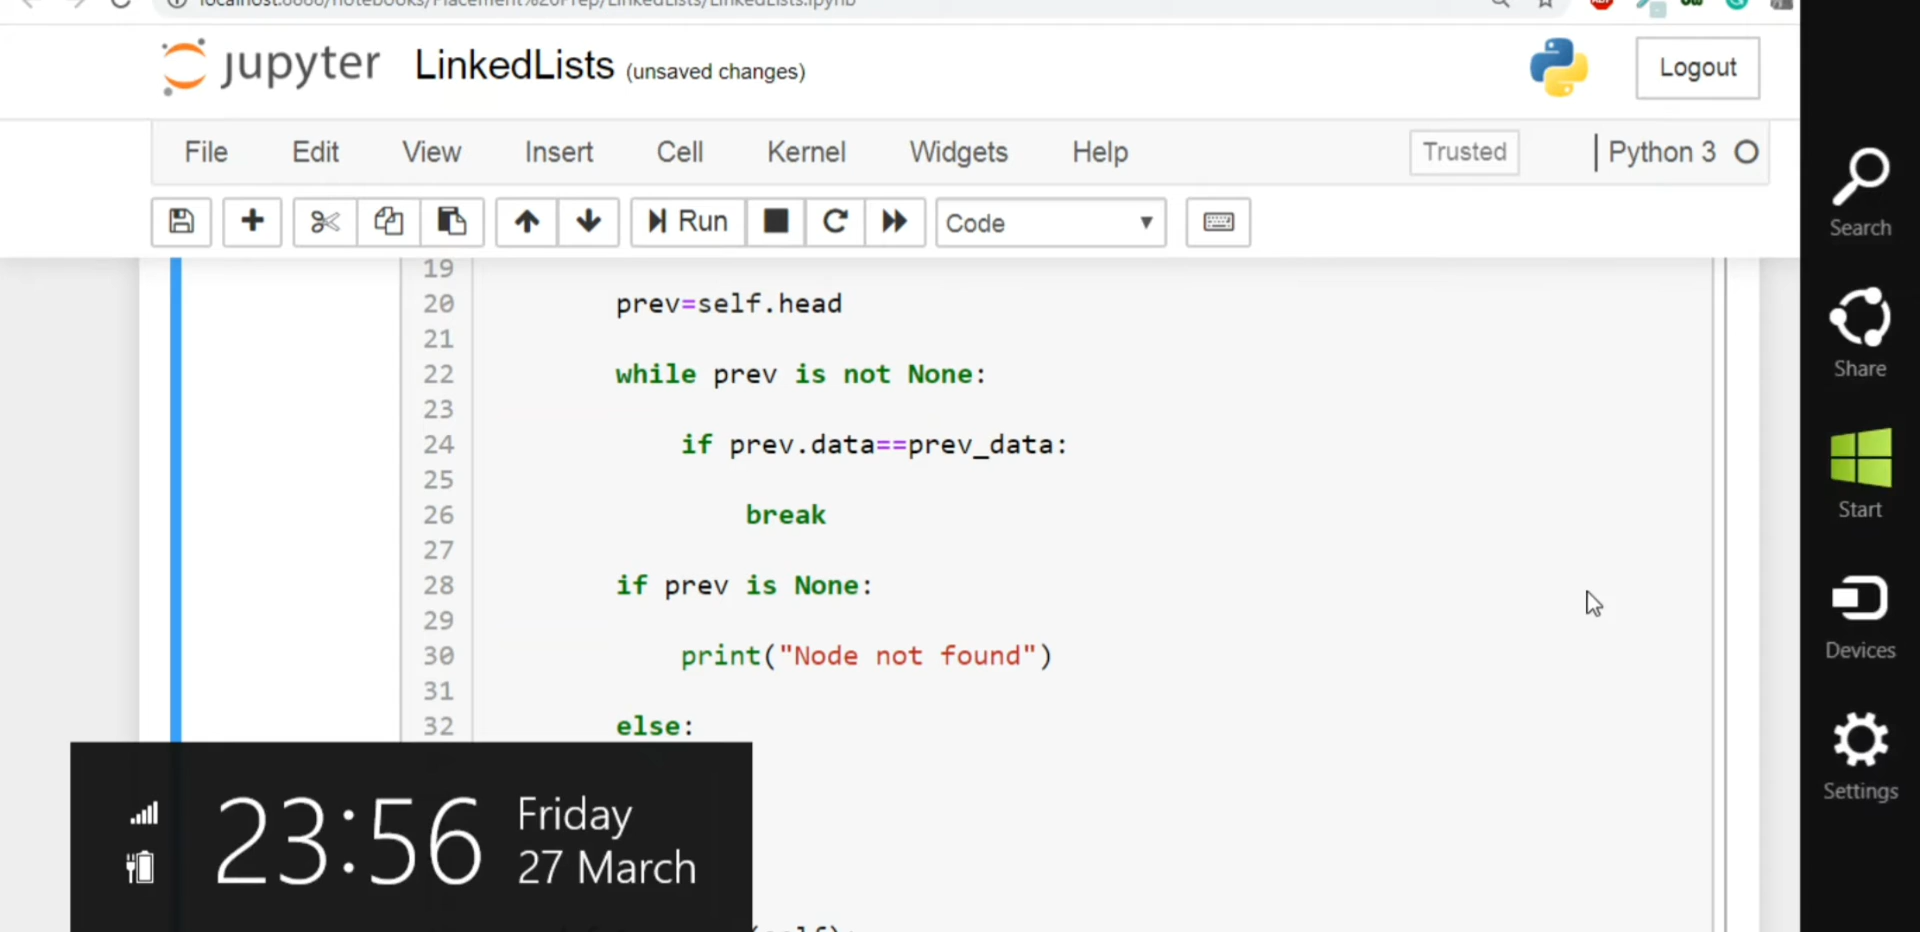 localhost:8888/notebooks/Placement%20Prep/LinkedLists/LinkedLists.ipynb
jupyter LinkedLists (unsaved changes)
Logout
File Edit View Insert Cell Kernel Widgets Help Trusted Python 3
Run Code
19
20 prev=self.head
21
22 while prev is not None:
23
24 if prev.data==prev_data:
25
26 break
27
28 if prev is None:
29
30 print("Node not found")
31
32 else:
(self):
23:56 Friday
27 March
Search
Share
Start
Devices
Settings